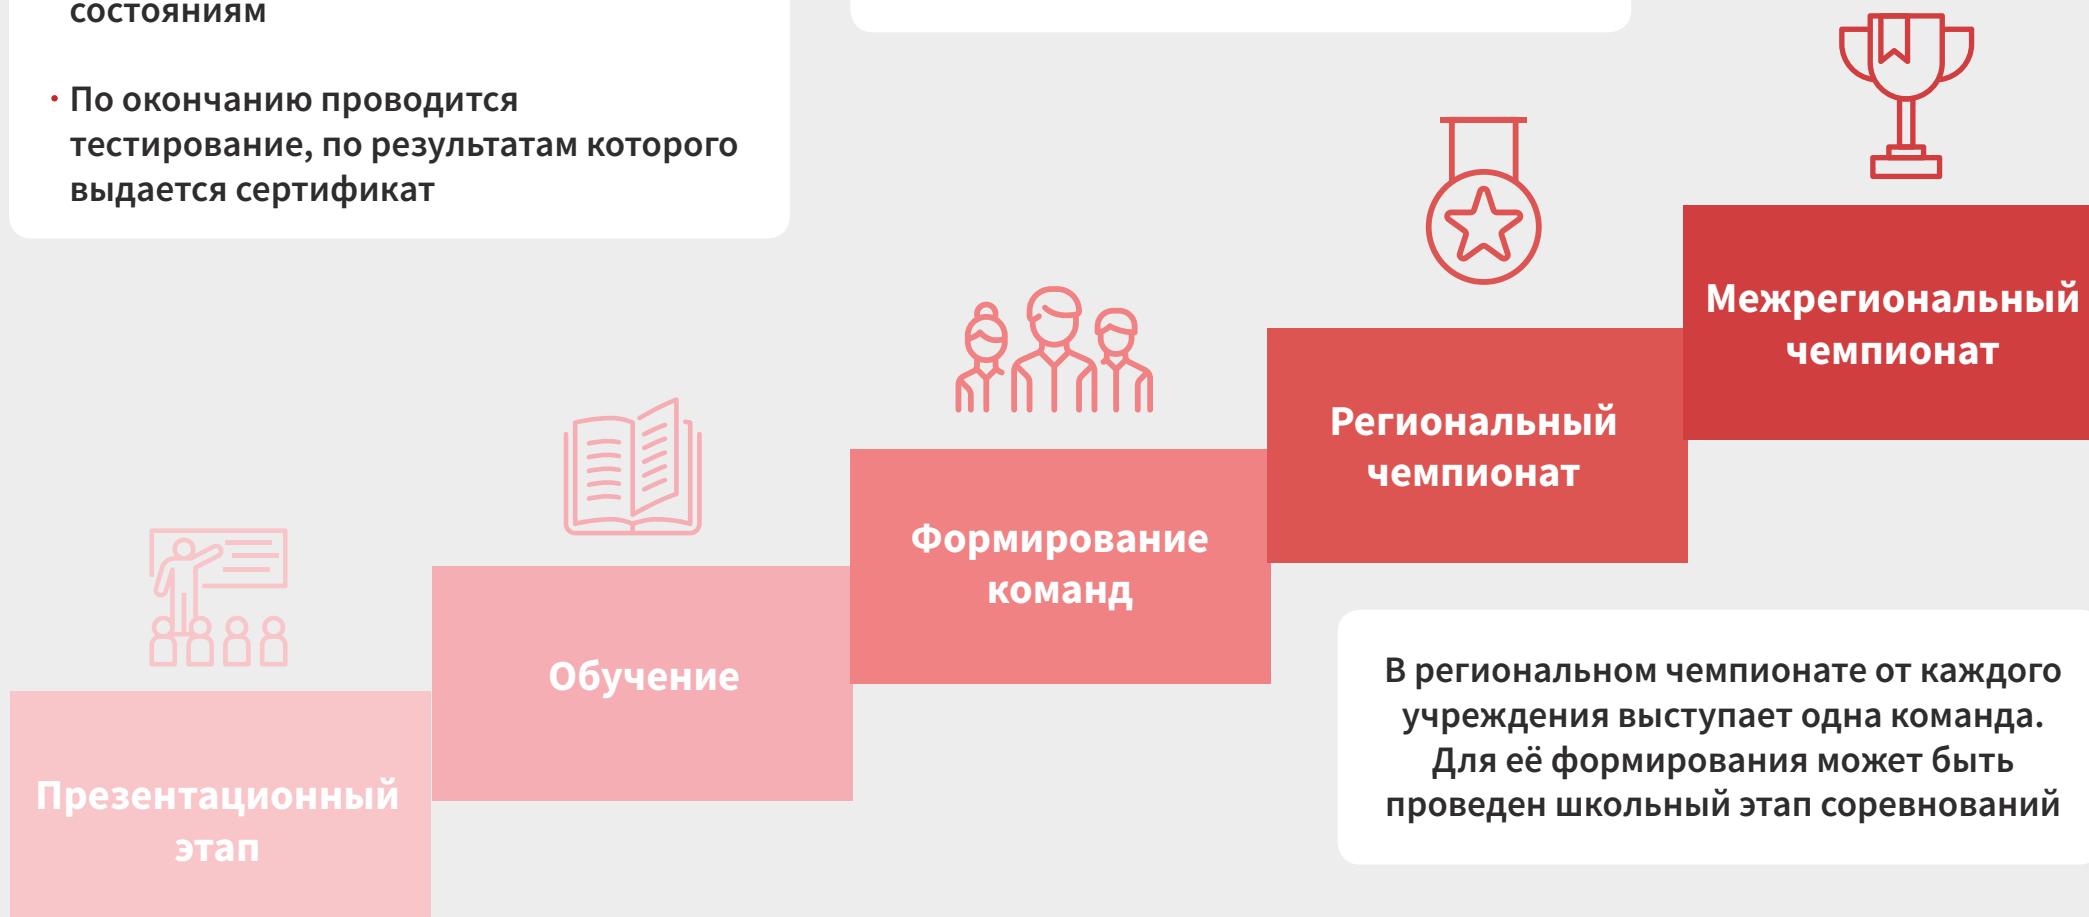 состояниям
· По окончанию проводится
тестирование, по результатам которого
выдается сертификат
Межрегиональный
чемпионат
Региональный
чемпионат
Формирование
команд
Обучение
Презентационный
этап
В региональном чемпионате от каждого
учреждения выступает одна команда.
Для её формирования может быть
проведен школьный этап соревнований